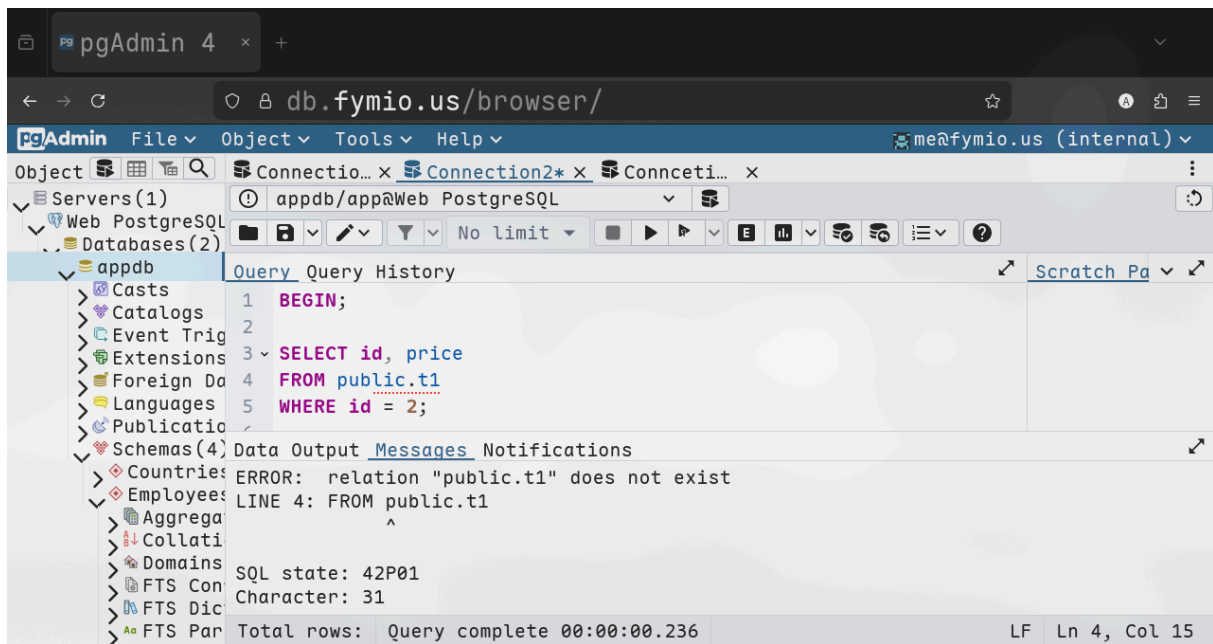 pgAdmin 4
db.fymio.us/browser/
pgAdmin File Object Tools Help me@fymio.us (internal)
Object Connectio… Connection2* Connceti…
Servers(1)
appdb/app@Web PostgreSQL
Web PostgreSQL
No limit
Databases(2)
appdb
Query Query History Scratch Pa
Casts
1 BEGIN;
Catalogs
2
Event Trig
3 SELECT id, price
Extensions
Foreign Da
4 FROM public.t1
Languages
5 WHERE id = 2;
Publicatio
Schemas(4)
Data Output Messages Notifications
Countries
ERROR: relation "public.t1" does not exist
Employees
LINE 4: FROM public.t1
Aggrega
^
Collati
Domains
SQL state: 42P01
FTS Con
Character: 31
FTS Dic
FTS Par
Total rows: Query complete 00:00:00.236 LF Ln 4, Col 15